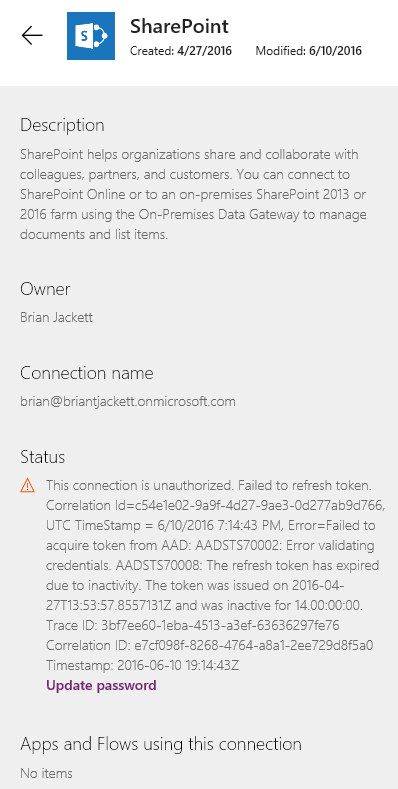 SharePoint
Created: 4/27/2016 Modified: 6/10/2016
Description
SharePoint helps organizations share and collaborate with
colleagues, partners, and customers. You can connect to
SharePoint Online or to an on-premises SharePoint 2013 or
2016 farm using the On-Premises Data Gateway to manage
documents and list items.
Owner
Brian Jackett
Connection name
brian@briantjackett.onmicrosoft.com
Status
This connection is unauthorized. Failed to refresh token.
Correlation Id=c54e1e02-9a9f-4d27-9ae3-0d277ab9d766,
UTC TimeStamp = 6/10/2016 7:14:43 PM, Error=Failed to
acquire token from AAD: AADSTS70002: Error validating
credentials. AADSTS70008: The refresh token has expired
due to inactivity. The token was issued on 2016-04-
27T13:53:57.8557131Z and was inactive for 14.00:00:00.
Trace ID: 3bf7ee60-1eba-4513-a3ef-63636297fe76
Correlation ID: e7cf098f-8268-4764-a8a1-2ee729d8f5a0
Timestamp: 2016-06-10 19:14:43Z
Update password
Apps and Flows using this connection
No items